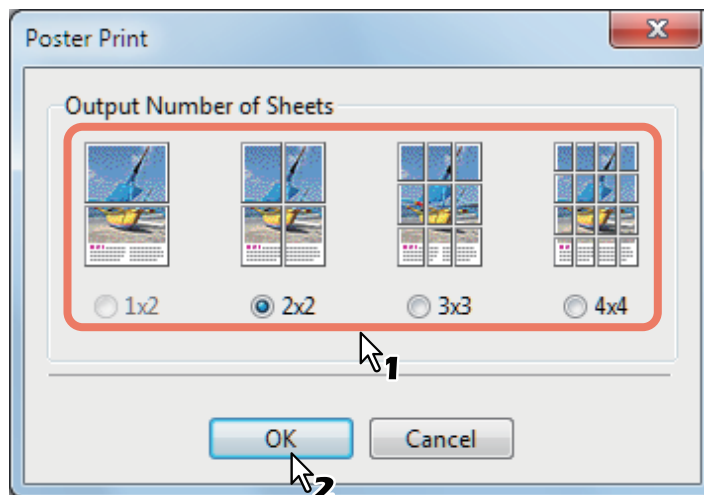 Poster Print
Output Number of Sheets
1x2 2x2 3x3 4x4
1
OK Cancel
2